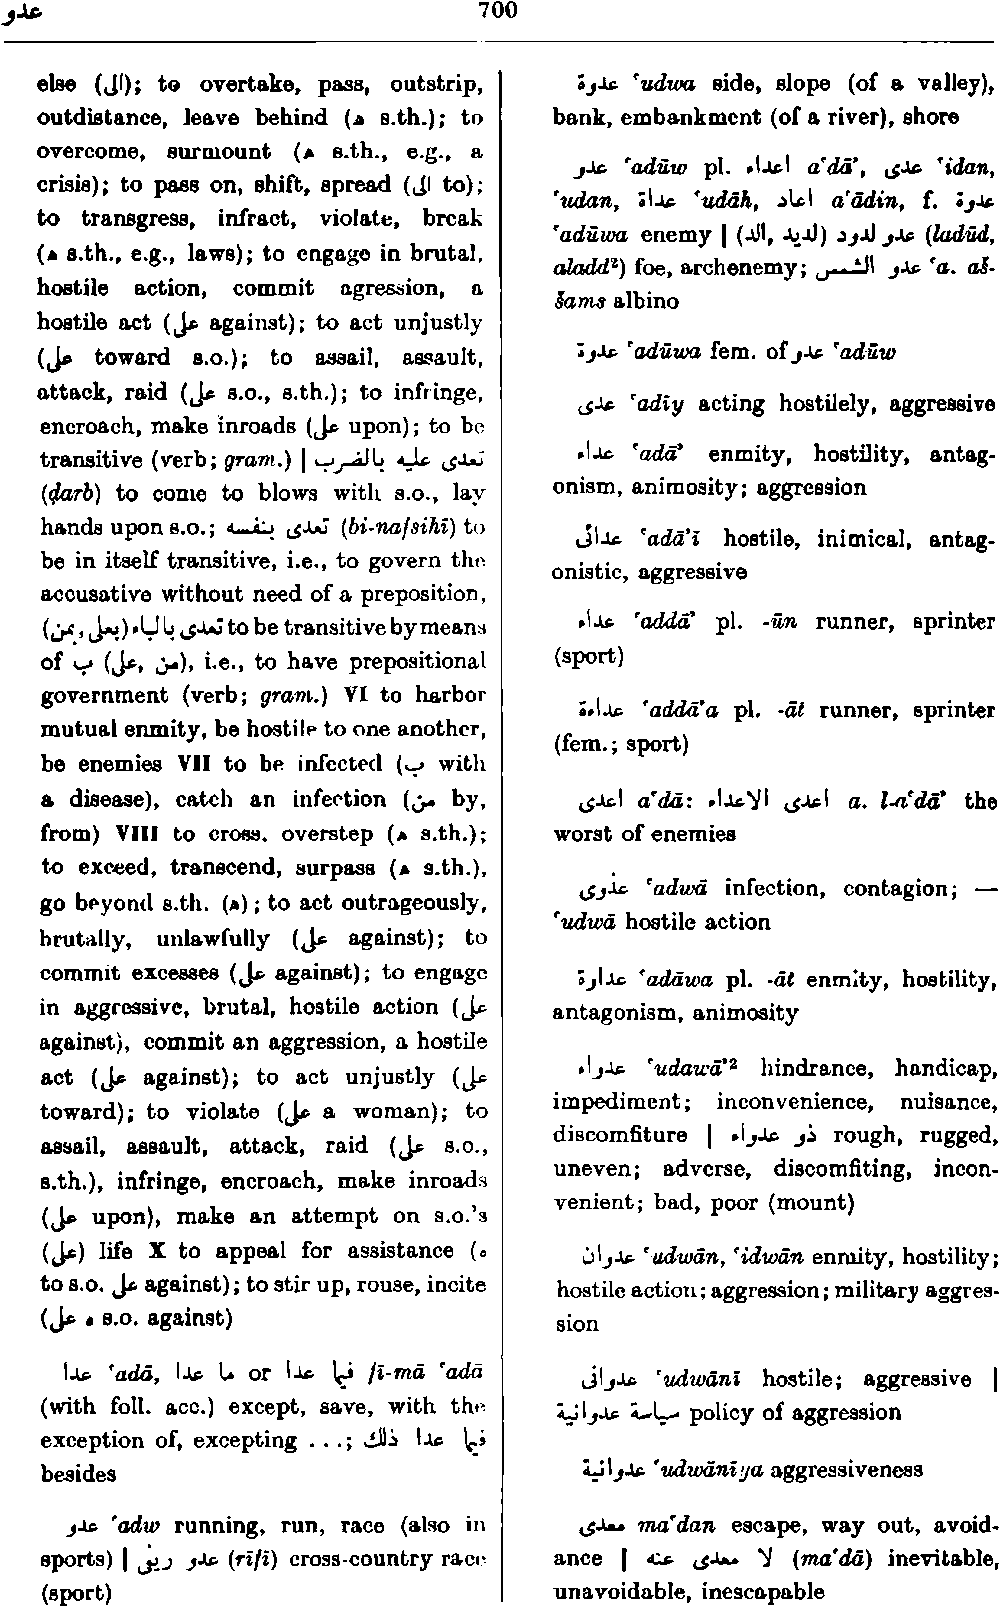 عدو
700
else (الى); to overtake, pass, outstrip,
outdistance, leave behind (ه s.th.); to
overcome, surmount (ه s.th., e.g., a
crisis); to pass on, shift, spread (الى to);
to transgress, infract, violate, break
(ه s.th., e.g., laws); to engage in brutal,
hostile action, commit agression, a
hostile act (على against); to act unjustly
(على toward s.o.); to assail, assault,
attack, raid (على s.o., s.th.); to infringe,
encroach, make inroads (على upon); to be
transitive (verb; gram.) | تعدى عليه بالضرب
(ḍarb) to come to blows with s.o., lay
hands upon s.o.; تعدى بنفسه (bi-nafsihī) to
be in itself transitive, i.e., to govern the
accusative without need of a preposition,
تعدى بالباء (بعلى، بمن) to be transitive by means
of ب (على, من), i.e., to have prepositional
government (verb; gram.) VI to harbor
mutual enmity, be hostile to one another,
be enemies VII to be infected (ب with
a disease), catch an infection (من by,
from) VIII to cross, overstep (ه s.th.);
to exceed, transcend, surpass (ه s.th.),
go beyond s.th. (ه); to act outrageously,
brutally, unlawfully (على against); to
commit excesses (على against); to engage
in aggressive, brutal, hostile action (على
against), commit an aggression, a hostile
act (على against); to act unjustly (على
toward); to violate (على a woman); to
assail, assault, attack, raid (على s.o.,
s.th.), infringe, encroach, make inroads
(على upon), make an attempt on s.o.'s
(على) life X to appeal for assistance (ه
to s.o. على against); to stir up, rouse, incite
(ه على s.o. against)
عدا ʿadā, ما عدا or فيما عدا fī-mā ʿadā
(with foll. acc.) except, save, with the
exception of, excepting ...; فيما عدا ذلك
besides
عدو ʿadw running, run, race (also in
sports) | عدو ريفى (rīfī) cross-country race
(sport)
عدوة ʿudwa side, slope (of a valley),
bank, embankment (of a river), shore
عدو ʿadūw pl. اعداء aʿdāʾ, عدى ʿidan,
ʿudan, عداة ʿudāh, اعاد aʿādin, f. عدوة
ʿadūwa enemy | عدو لدود (لديد, الد) (ladūd,
aladd²) foe, archenemy; عدو الشمس ʿa. aš-
šams albino
عدوة ʿadūwa fem. of عدو ʿadūw
عدى ʿadīy acting hostilely, aggressive
عداء ʿadāʾ enmity, hostility, antag-
onism, animosity; aggression
عدائى ʿadāʾī hostile, inimical, antag-
onistic, aggressive
عداء ʿaddāʾ pl. -ūn runner, sprinter
(sport)
عداءة ʿaddāʾa pl. -āt runner, sprinter
(fem.; sport)
اعدى aʿdā: اعدى الاعداء a. l-aʿdāʾ the
worst of enemies
عدوى ʿadwā infection, contagion; —
ʿudwā hostile action
عداوة ʿadāwa pl. -āt enmity, hostility,
antagonism, animosity
عدواء ʿudawāʾ² hindrance, handicap,
impediment; inconvenience, nuisance,
discomfiture | ذو عدواء rough, rugged,
uneven; adverse, discomfiting, incon-
venient; bad, poor (mount)
عدوان ʿudwān, ʿidwān enmity, hostility;
hostile action; aggression; military aggres-
sion
عدوانى ʿudwānī hostile; aggressive |
سياسة عدوانية policy of aggression
عدوانية ʿudwānīya aggressiveness
معدى maʿdan escape, way out, avoid-
ance | لا معدى عنه (maʿdā) inevitable,
unavoidable, inescapable